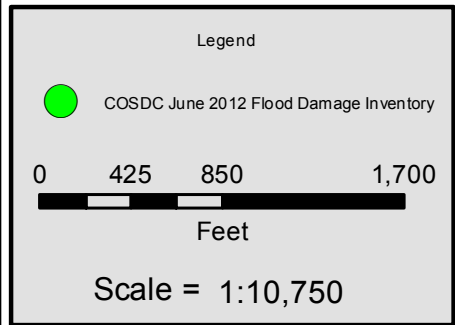 Legend
COSDC June 2012 Flood Damage Inventory
0 425 850 1,700
Feet
Scale = 1:10,750